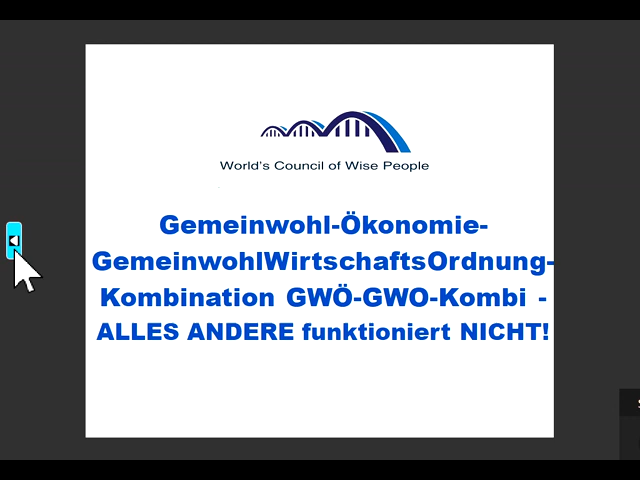 World's Council of Wise People
Gemeinwohl-Ökonomie-
GemeinwohlWirtschaftsOrdnung-
Kombination GWÖ-GWO-Kombi -
ALLES ANDERE funktioniert NICHT!